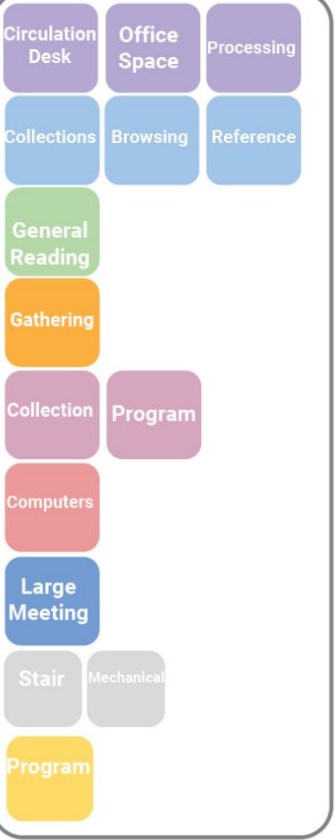 Circulation
Desk
Office
Space
Processing
Collections
Browsing
Reference
General
Reading
Gathering
Collection
Program
Computers
Large
Meeting
Stair
Mechanical
Program